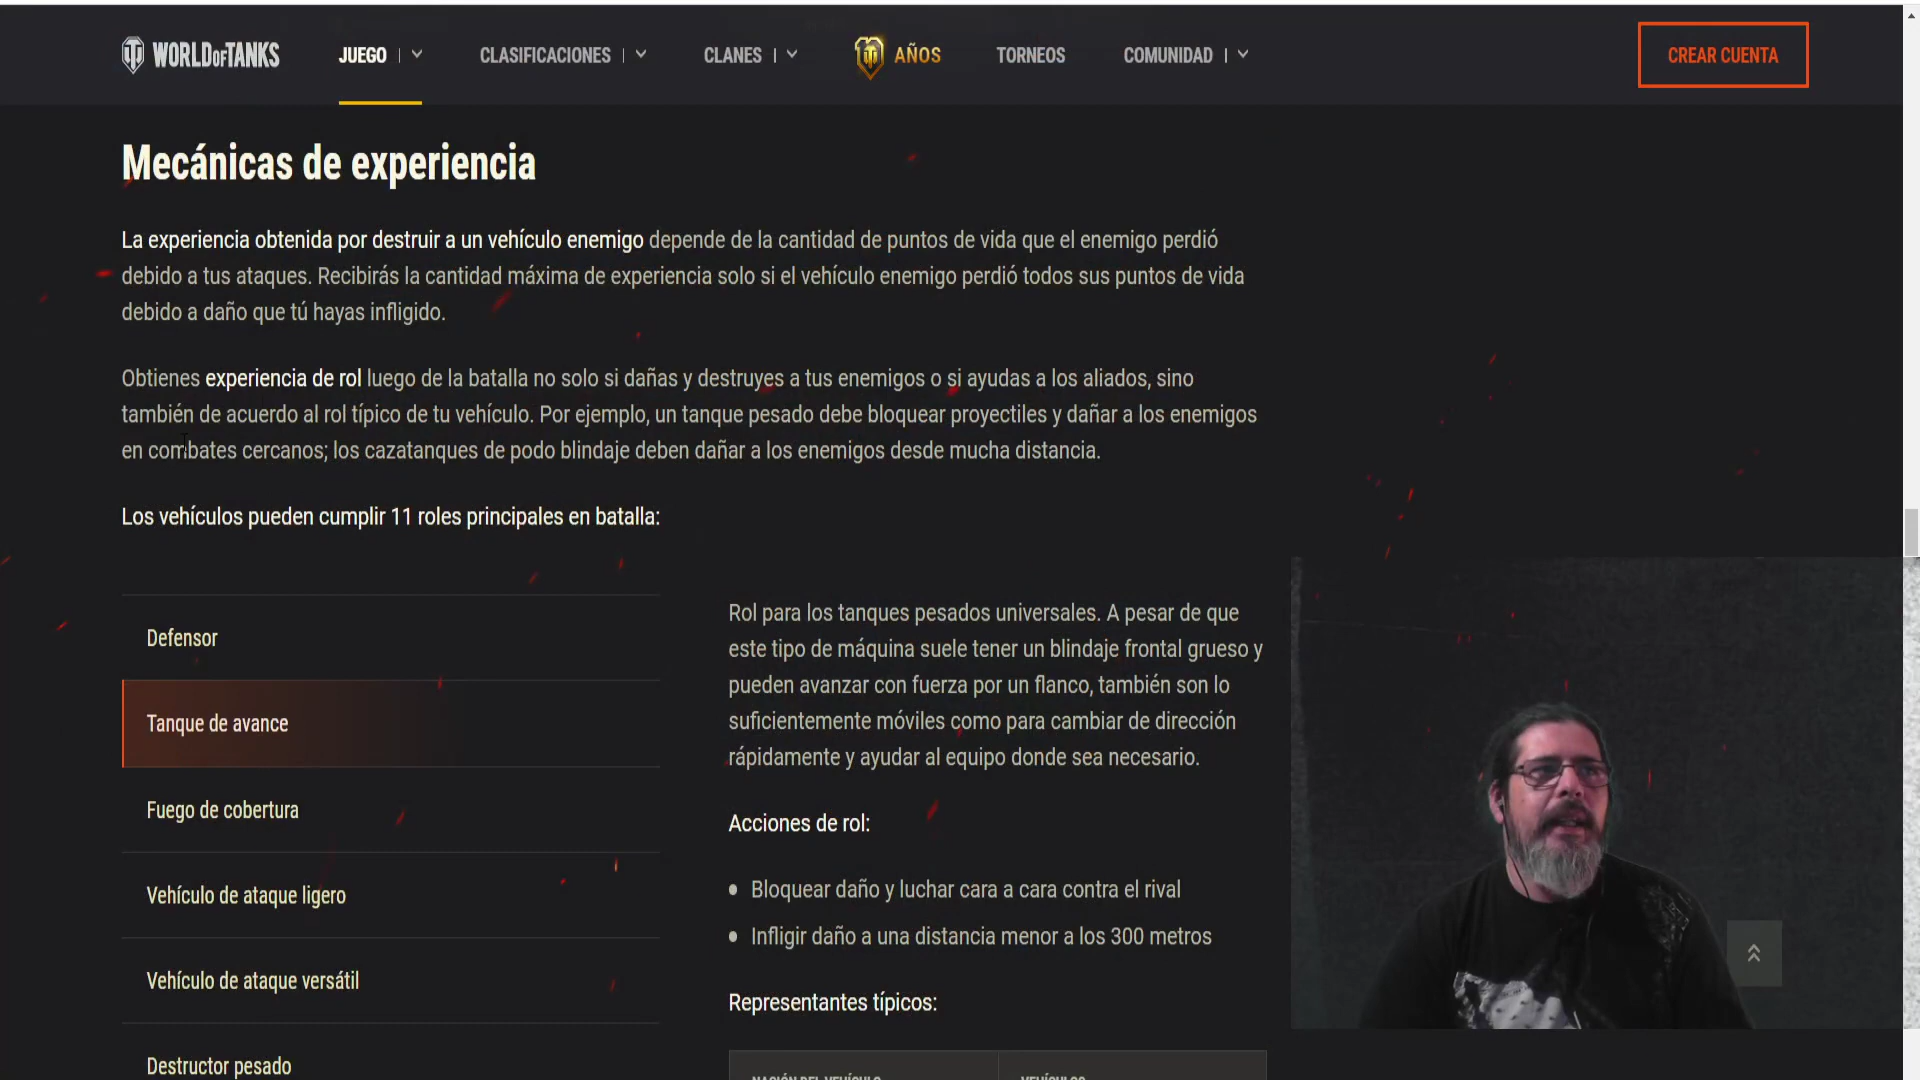 WORLD OF TANKS
JUEGO
CLASIFICACIONES
CLANES
AÑOS
TORNEOS
COMUNIDAD
CREAR CUENTA
Mecánicas de experiencia
La experiencia obtenida por destruir a un vehículo enemigo depende de la cantidad de puntos de vida que el enemigo perdió
debido a tus ataques. Recibirás la cantidad máxima de experiencia solo si el vehículo enemigo perdió todos sus puntos de vida
debido a daño que tú hayas infligido.
Obtienes experiencia de rol luego de la batalla no solo si dañas y destruyes a tus enemigos o si ayudas a los aliados, sino
también de acuerdo al rol típico de tu vehículo. Por ejemplo, un tanque pesado debe bloquear proyectiles y dañar a los enemigos
en combates cercanos; los cazatanques de podo blindaje deben dañar a los enemigos desde mucha distancia.
Los vehículos pueden cumplir 11 roles principales en batalla:
Defensor
Tanque de avance
Fuego de cobertura
Vehículo de ataque ligero
Vehículo de ataque versátil
Destructor pesado
Rol para los tanques pesados universales. A pesar de que
este tipo de máquina suele tener un blindaje frontal grueso y
pueden avanzar con fuerza por un flanco, también son lo
suficientemente móviles como para cambiar de dirección
rápidamente y ayudar al equipo donde sea necesario.
Acciones de rol:
Bloquear daño y luchar cara a cara contra el rival
Infligir daño a una distancia menor a los 300 metros
Representantes típicos:
NACIÓN DEL VEHÍCULO
VEHÍCULOS